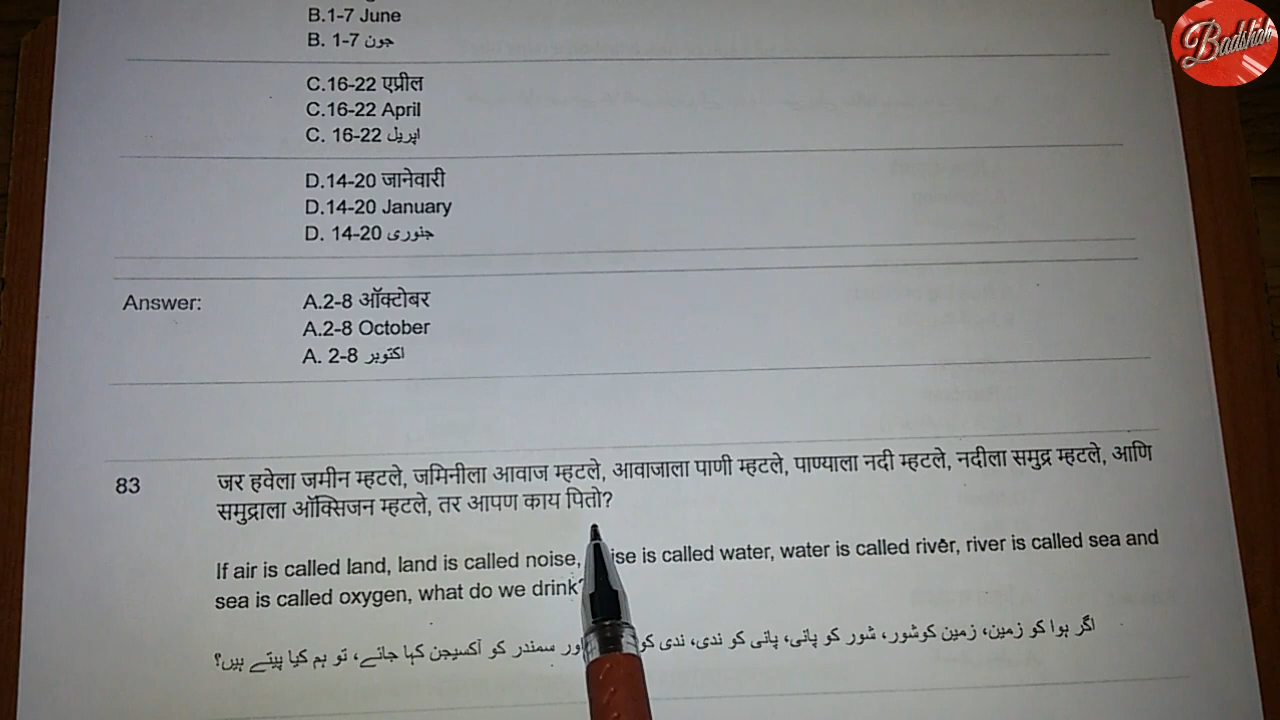 B.1-7 June
B. 1-7 جون
C.16-22 एप्रील
C.16-22 April
C. 16-22 اپریل
D.14-20 जानेवारी
D.14-20 January
D. 14-20 جنوری
Answer: A.2-8 ऑक्टोबर
A.2-8 October
A. 2-8 اکتوبر
83 जर हवेला जमीन म्हटले, जमिनीला आवाज म्हटले, आवाजाला पाणी म्हटले, पाण्याला नदी म्हटले, नदीला समुद्र म्हटले, आणि
समुद्राला ऑक्सिजन म्हटले, तर आपण काय पितो?
If air is called land, land is called noise, is called water, water is called river, river is called sea and
sea is called oxygen, what do we drink?
اگر ہوا کو زمین، زمین کوشور، شور کو پانی، پانی کو ندی، ندی کو اور سمندر کو آکسیجن کہا جائے، تو ہم کیا پیتے ہیں؟
Badshah